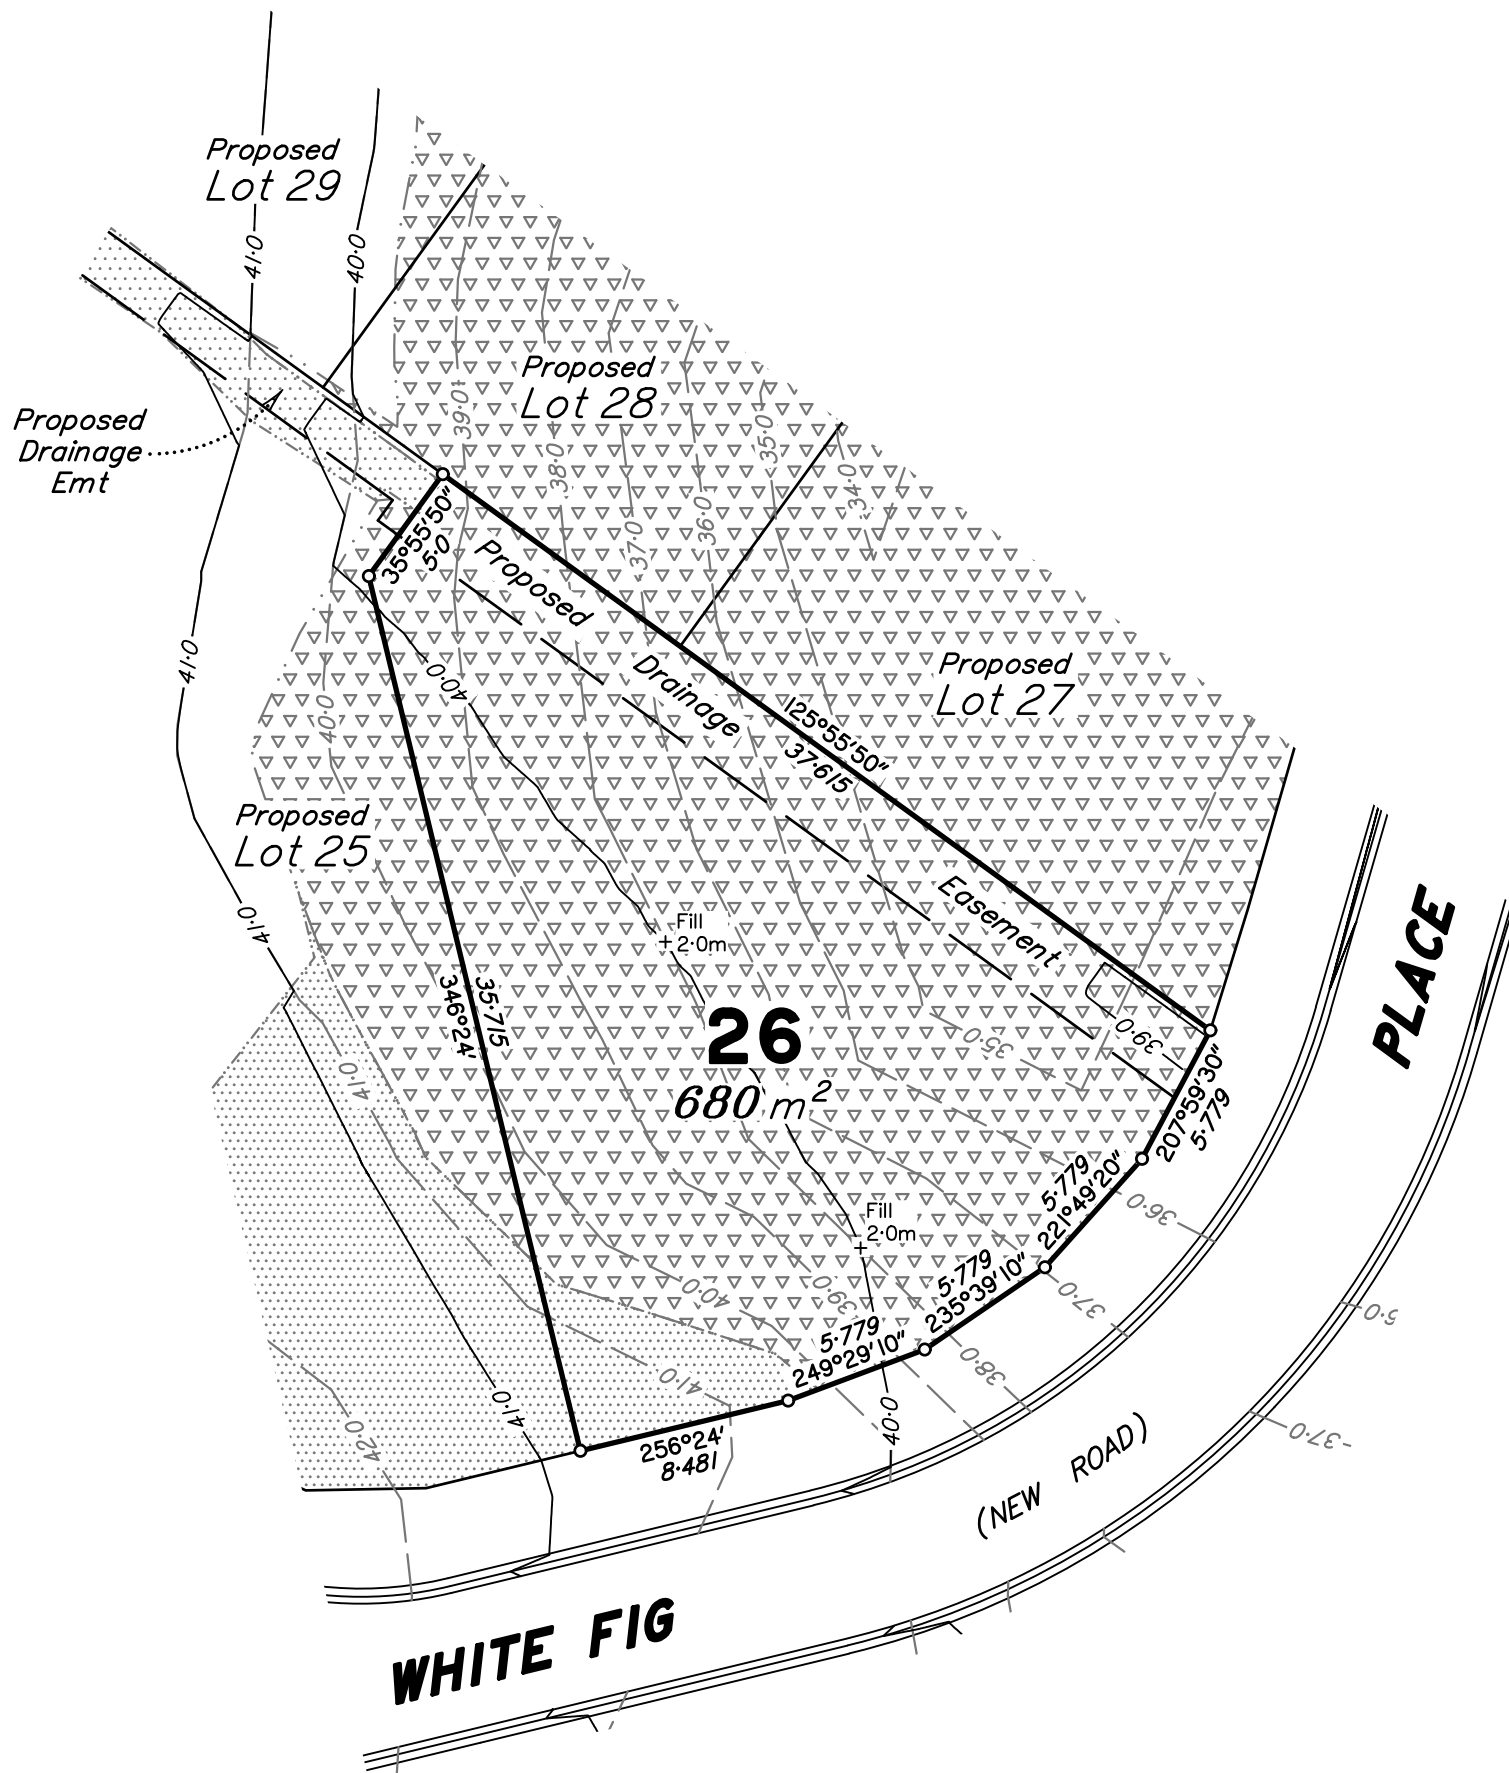 Proposed
Lot 29
41·0
40·0
Proposed
Lot 28
39·0
38·0
37·0
36·0
35·0
34·0
Proposed
Drainage
Emt
35°55'50"
5·0
Proposed Drainage Easement
125°55'50"
37·615
Proposed
Lot 27
41·0
40·0
40·0
Proposed
Lot 25
41·0
346°24'
35·715
Fill
2·0m
26
680 m²
35·0
39·0
207°59'30"
5·779
5·779
221°49'20"
36·0
41·0
Fill
2·0m
5·779
235°39'10"
37·0
40·0
39·0
5·779
249°29'10"
38·0
5·0
41·0
41·0
42·0
40·0
37·0
256°24'
8·481
PLACE
(NEW ROAD)
WHITE FIG